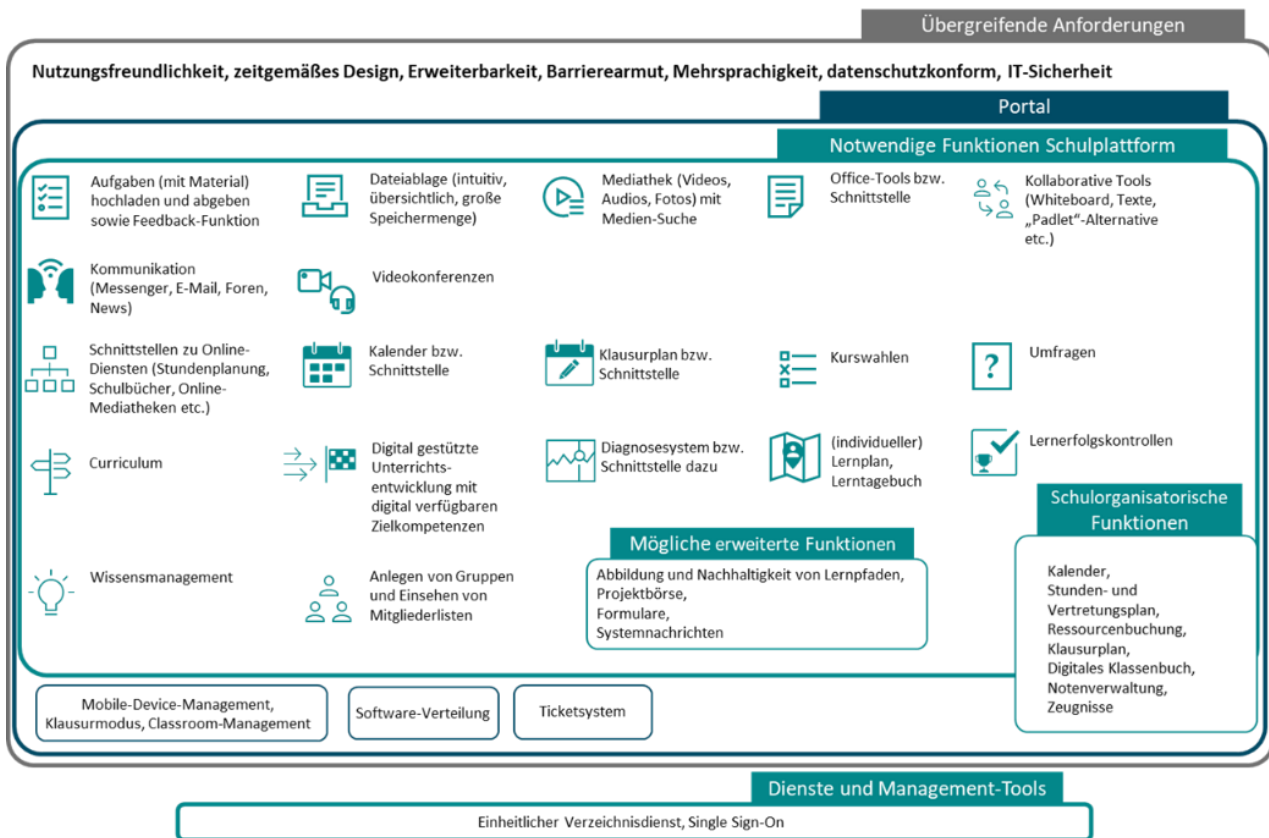 Übergreifende Anforderungen
Nutzungsfreundlichkeit, zeitgemäßes Design, Erweiterbarkeit, Barrierearmut, Mehrsprachigkeit, datenschutzkonform, IT-Sicherheit
Portal
Notwendige Funktionen Schulplattform
Aufgaben (mit Material)
hochladen und abgeben
sowie Feedback-Funktion
Dateiablage (intuitiv,
übersichtlich, große
Speichermenge)
Mediathek (Videos,
Audios, Fotos) mit
Medien-Suche
Office-Tools bzw.
Schnittstelle
Kollaborative Tools
(Whiteboard, Texte,
„Padlet“-Alternative
etc.)
Kommunikation
(Messenger, E-Mail, Foren,
News)
Videokonferenzen
Schnittstellen zu Online-
Diensten (Stundenplanung,
Schulbücher, Online-
Mediatheken etc.)
Kalender bzw.
Schnittstelle
Klausurplan bzw.
Schnittstelle
Kurswahlen
?
Umfragen
Curriculum
Digital gestützte
Unterrichts-
entwicklung mit
digital verfügbaren
Zielkompetenzen
Diagnosesystem bzw.
Schnittstelle dazu
(individueller)
Lernplan,
Lerntagebuch
Lernerfolgskontrollen
Wissensmanagement
Anlegen von Gruppen
und Einsehen von
Mitgliederlisten
Mögliche erweiterte Funktionen
Abbildung und Nachhaltigkeit von Lernpfaden,
Projektbörse,
Formulare,
Systemnachrichten
Schulorganisatorische
Funktionen
Kalender,
Stunden- und
Vertretungsplan,
Ressourcenbuchung,
Klausurplan,
Digitales Klassenbuch,
Notenverwaltung,
Zeugnisse
Mobile-Device-Management,
Klausurmodus, Classroom-Management
Software-Verteilung
Ticketsystem
Dienste und Management-Tools
Einheitlicher Verzeichnisdienst, Single Sign-On